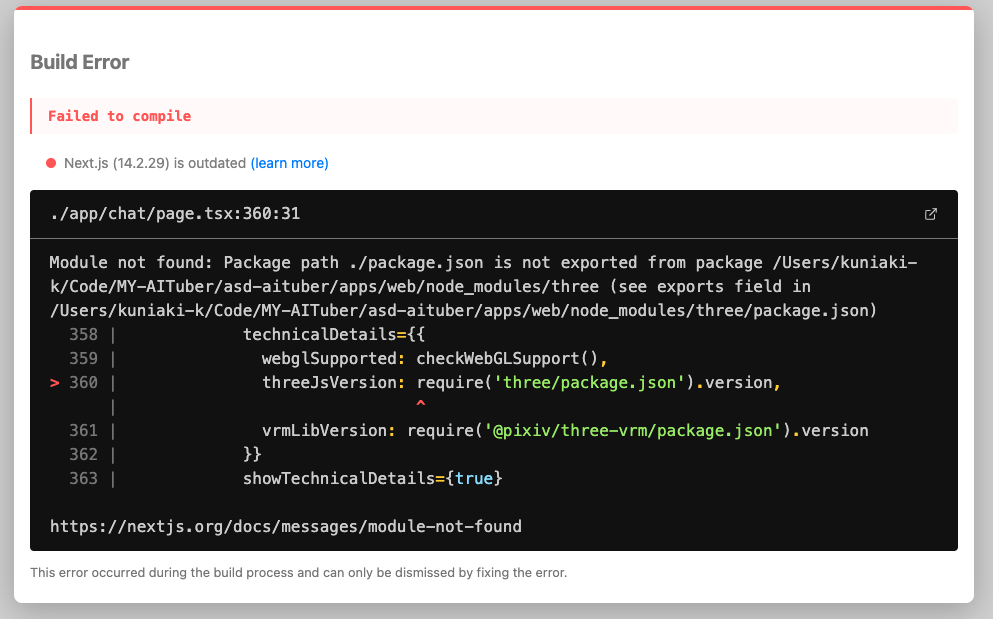 Build Error
Failed to compile
Next.js (14.2.29) is outdated (learn more)
./app/chat/page.tsx:360:31
Module not found: Package path ./package.json is not exported from package /Users/kuniaki-
k/Code/MY-AITuber/asd-aituber/apps/web/node_modules/three (see exports field in
/Users/kuniaki-k/Code/MY-AITuber/asd-aituber/apps/web/node_modules/three/package.json)
  358 |             technicalDetails={{
  359 |               webglSupported: checkWebGLSupport(),
> 360 |               threeJsVersion: require('three/package.json').version,
      |                               ^
  361 |               vrmLibVersion: require('@pixiv/three-vrm/package.json').version
  362 |             }}
  363 |             showTechnicalDetails={true}
https://nextjs.org/docs/messages/module-not-found
This error occurred during the build process and can only be dismissed by fixing the error.